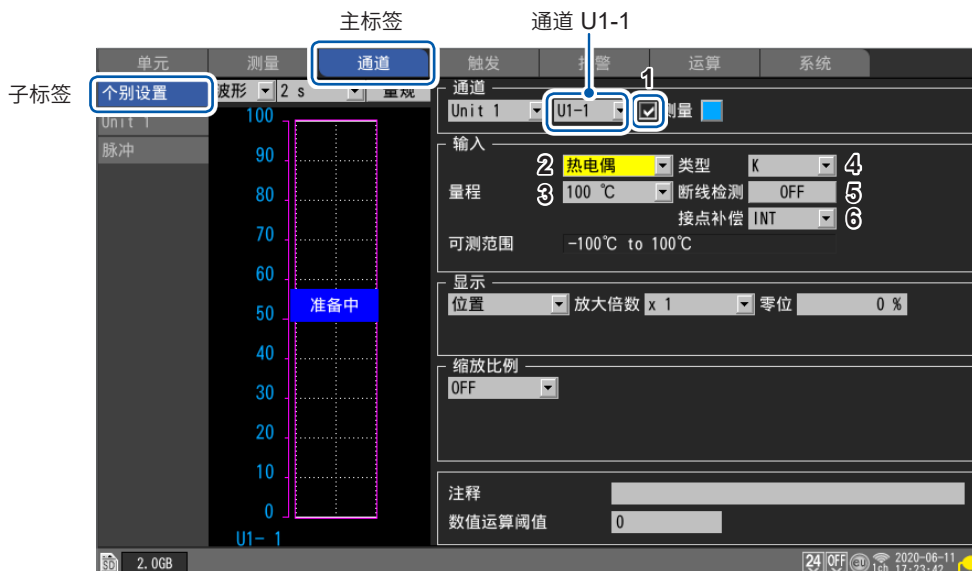 主标签
通道 U1-1
子标签
单元 测量 通道 触发 警 运算 系统
个别设置
波形 2 s
Unit 1
脉冲
100
90
80
70
60
50
40
30
20
10
0
U1- 1
准备中
1
通道
Unit 1 U1-1 测量
输入
2 热电偶 类型 K 4
量程 3 100 ℃ 断线检测 OFF 5
接点补偿 INT 6
可测范围 -100℃ to 100℃
显示
位置 放大倍数 x 1 零位 0 %
缩放比例
OFF
注释
数值运算阈值 0
SD 2.0GB
24 OFF eu 1ch 2020-06-11
17:23:42